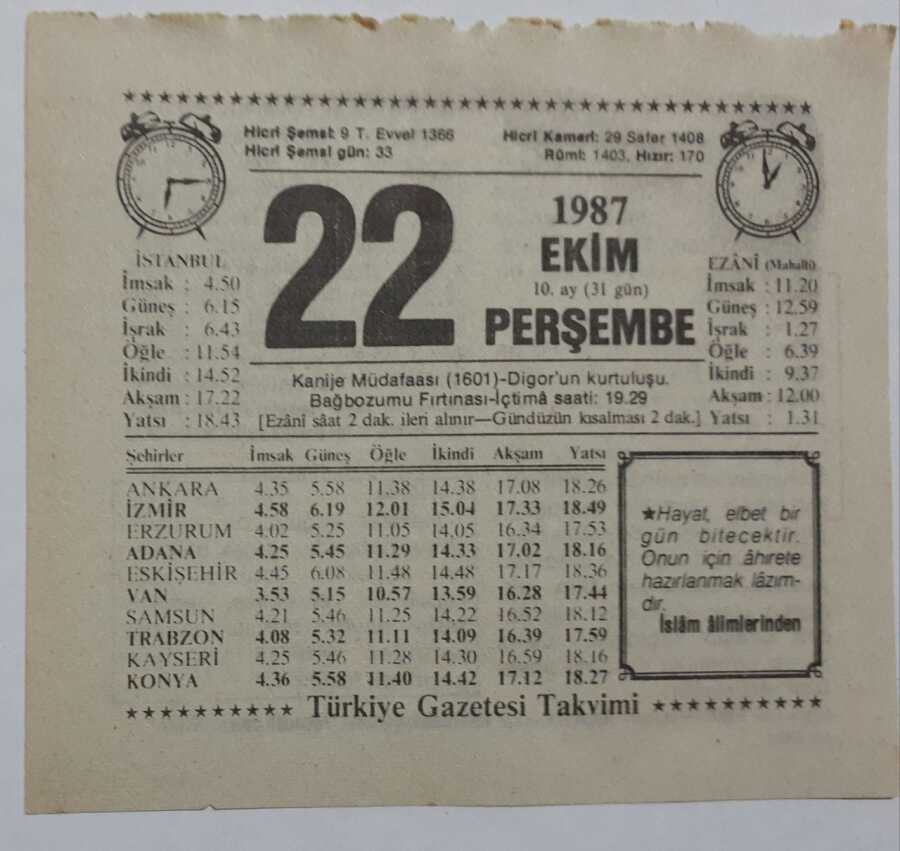 Hicrî Şemsî: 9 T. Evvel 1366
Hicrî Şemsî gün: 33
Hicrî Kamerî: 29 Safer 1408
Rûmî: 1403, Hızır: 170
22
1987
EKİM
10. ay (31 gün)
PERŞEMBE
İSTANBUL
İmsak : 4.50
Güneş : 6.15
İşrak : 6.43
Öğle : 11.54
İkindi : 14.52
Akşam : 17.22
Yatsı : 18.43
EZÂNÎ (Mahallî)
İmsak : 11.20
Güneş : 12.59
İşrak : 1.27
Öğle : 6.39
İkindi : 9.37
Akşam : 12.00
Yatsı : 1.31
Kanije Müdafaası (1601)-Digor'un kurtuluşu.
Bağbozumu Fırtınası-İçtimâ saati: 19.29
[Ezânî sâat 2 dak. ileri alınır—Gündüzün kısalması 2 dak.]
Şehirler İmsak Güneş Öğle İkindi Akşam Yatsı
ANKARA 4.35 5.58 11.38 14.38 17.08 18.26
İZMİR 4.58 6.19 12.01 15.04 17.33 18.49
ERZURUM 4.02 5.25 11.05 14.05 16.34 17.53
ADANA 4.25 5.45 11.29 14.33 17.02 18.16
ESKİŞEHİR 4.45 6.08 11.48 14.48 17.17 18.36
VAN 3.53 5.15 10.57 13.59 16.28 17.44
SAMSUN 4.21 5.46 11.25 14.22 16.52 18.12
TRABZON 4.08 5.32 11.11 14.09 16.39 17.59
KAYSERİ 4.25 5.46 11.28 14.30 16.59 18.16
KONYA 4.36 5.58 11.40 14.42 17.12 18.27
★Hayat, elbet bir
gün bitecektir.
Onun için âhirete
hazırlanmak lâzım-
dır.
İslâm âlimlerinden
Türkiye Gazetesi Takvimi